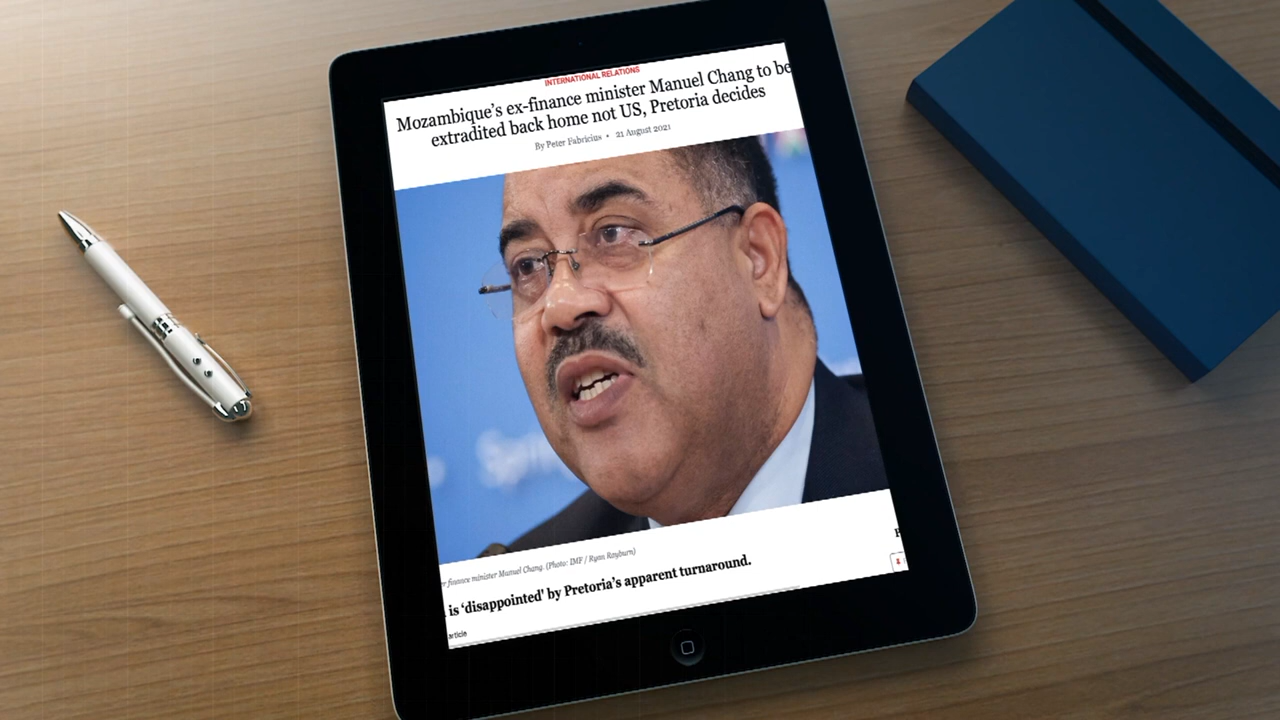 INTERNATIONAL RELATIONS
Mozambique's ex-finance minister Manuel Chang to be
extradited back home not US, Pretoria decides
By Peter Fabricius • 21 August 2021
finance minister Manuel Chang. (Photo: IMF / Ryan Rayburn)
is 'disappointed' by Pretoria's apparent turnaround.
article